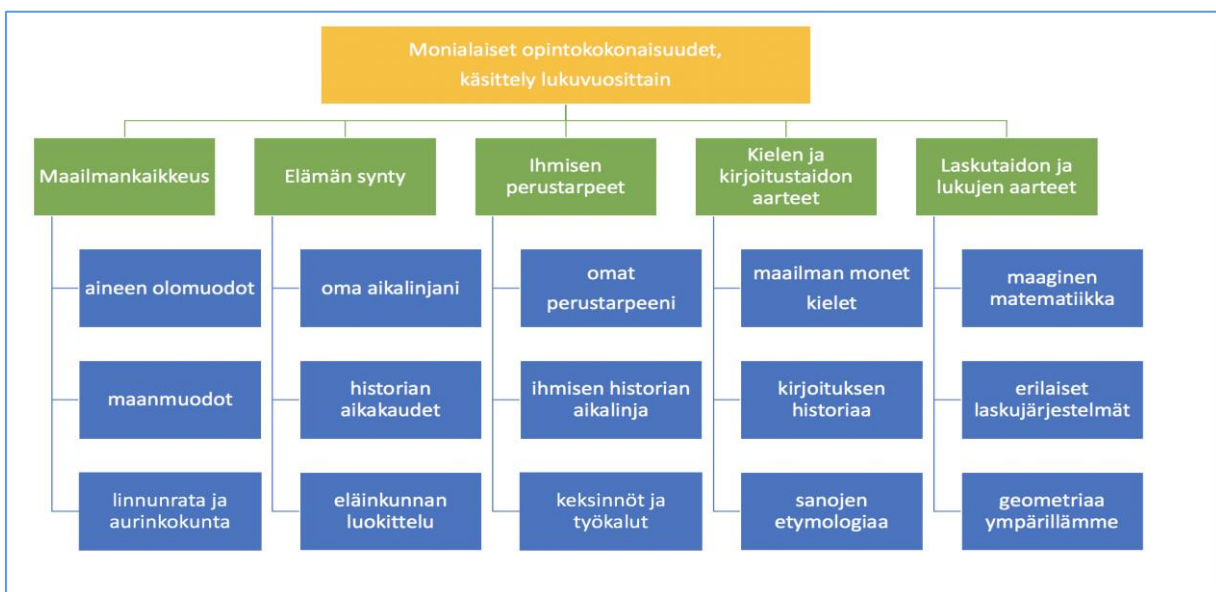 Monialaiset opintokokonaisuudet,
käsittely lukuvuosittain
Maailmankaikkeus
aineen olomuodot
maanmuodot
linnunrata ja
aurinkokunta
Elämän synty
oma aikalinjani
historian
aikakaudet
eläinkunnan
luokittelu
Ihmisen
perustarpeet
omat
perustarpeeni
ihmisen historian
aikalinja
keksinnöt ja
työkalut
Kielen ja
kirjoitustaidon
aarteet
maailman monet
kielet
kirjoituksen
historiaa
sanojen
etymologiaa
Laskutaidon ja
lukujen aarteet
maaginen
matematiikka
erilaiset
laskujärjestelmät
geometriaa
ympärillämme